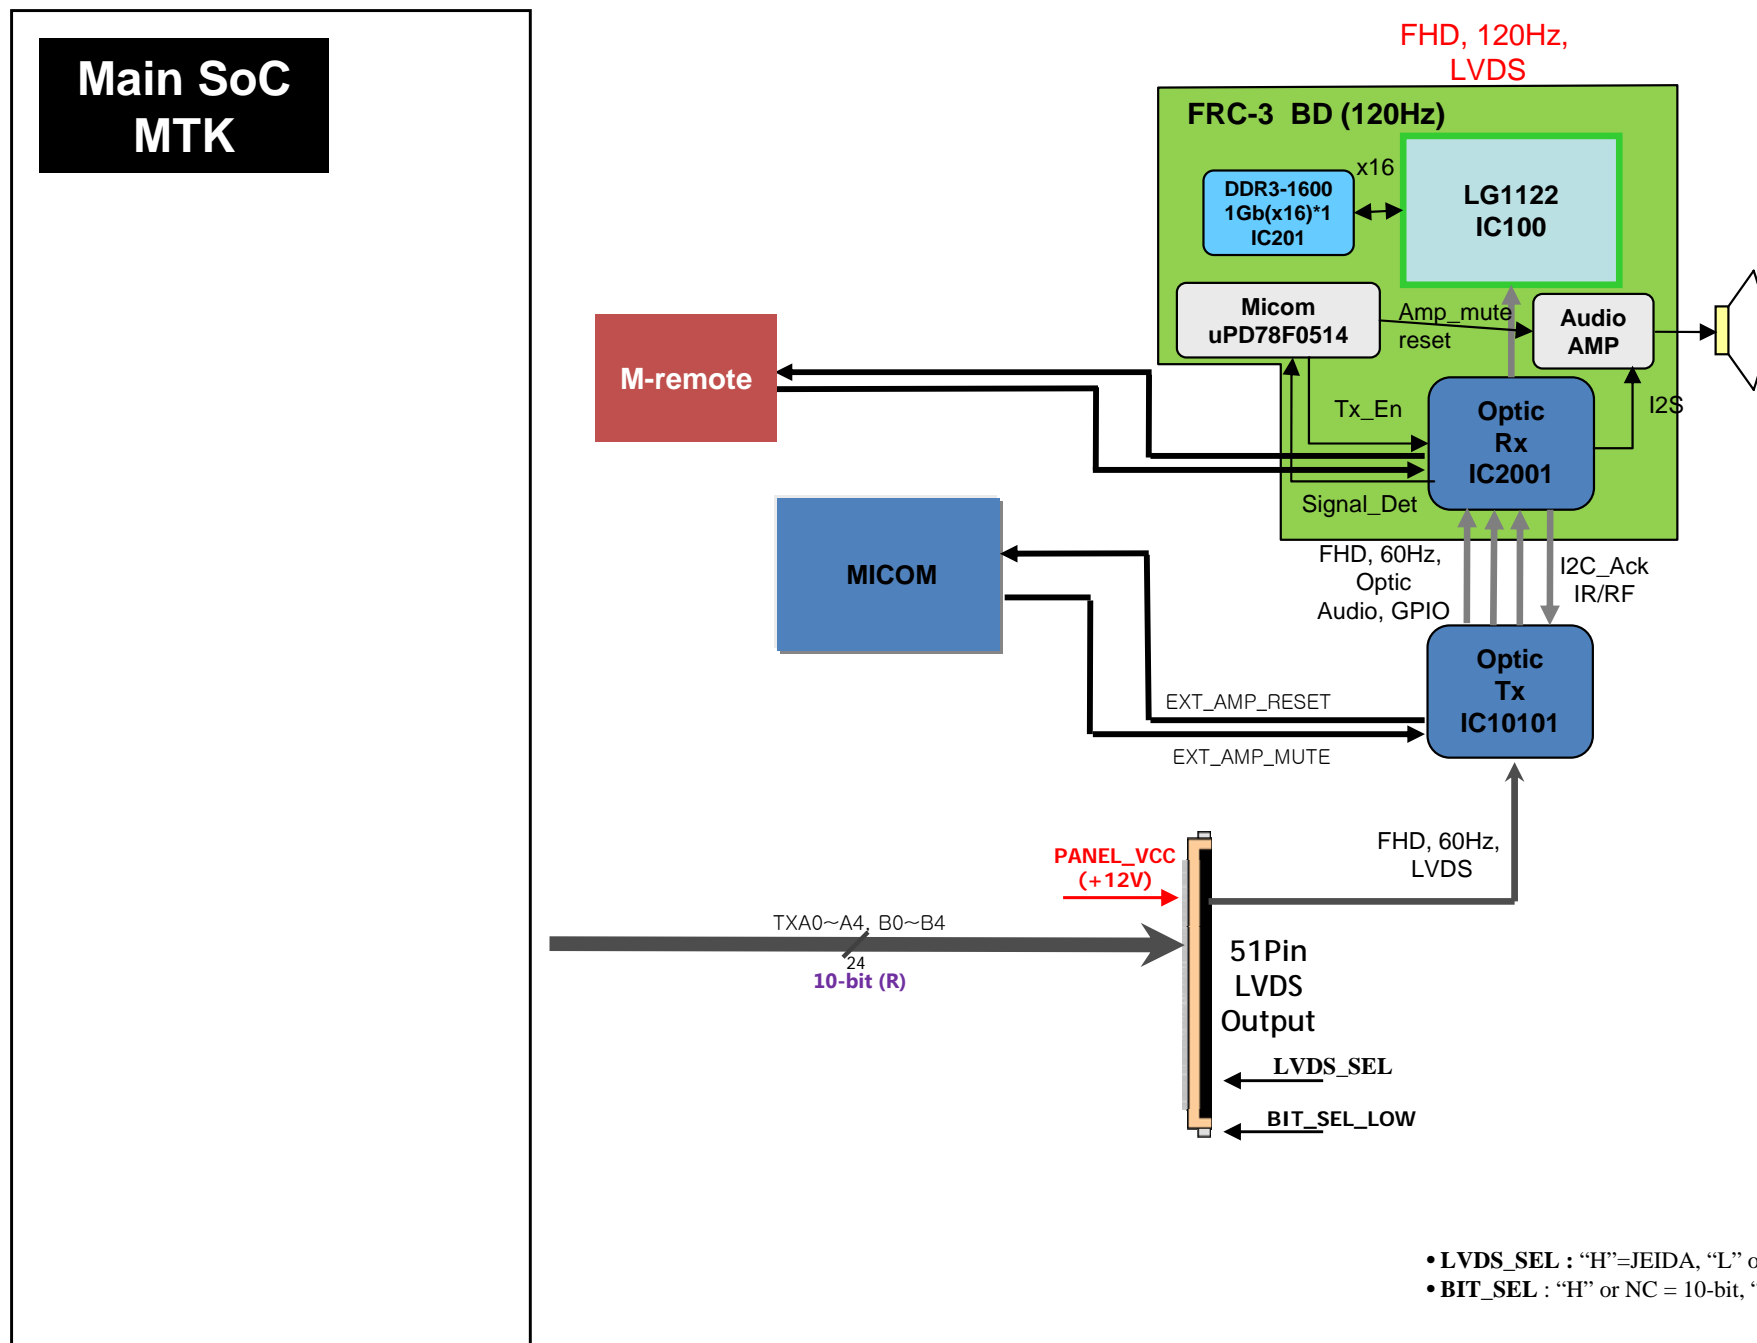 Main SoC
MTK
FHD, 120Hz,
LVDS
FRC-3 BD (120Hz)
x16
DDR3-1600
1Gb(x16)*1
IC201
LG1122
IC100
Micom
uPD78F0514
Amp_mute
reset
Audio
AMP
M-remote
Tx_En
Optic
Rx
IC2001
I2S
Signal_Det
MICOM
FHD, 60Hz,
Optic
Audio, GPIO
I2C_Ack
IR/RF
Optic
Tx
IC10101
EXT_AMP_RESET
EXT_AMP_MUTE
PANEL_VCC
(+12V)
FHD, 60Hz,
LVDS
TXA0~A4, B0~B4
24
10-bit (R)
51Pin
LVDS
Output
LVDS_SEL
BIT_SEL_LOW
• LVDS_SEL : “H”=JEIDA, “L” o
• BIT_SEL : “H” or NC = 10-bit, “